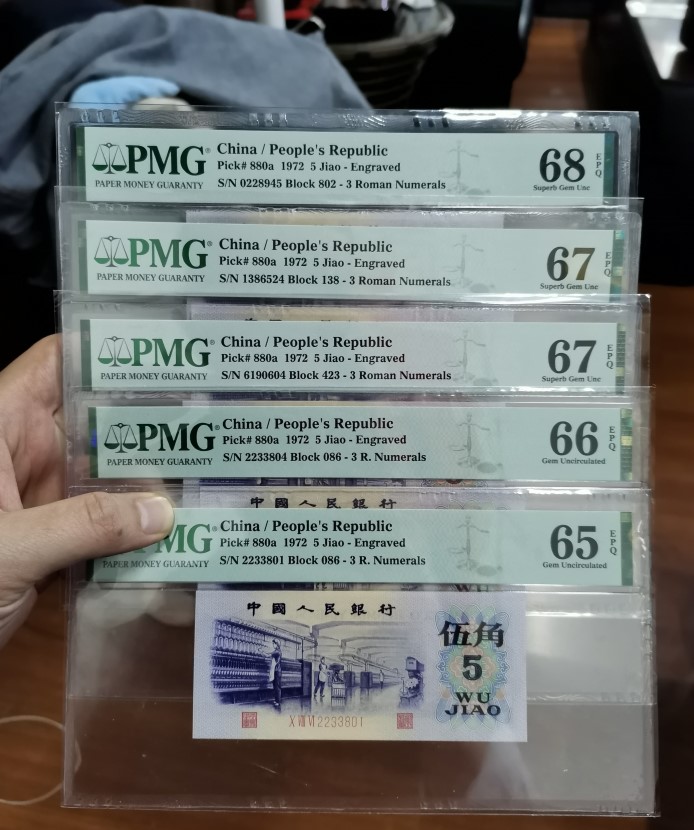 PMG
PAPER MONEY GUARANTY
China / People's Republic
Pick# 880a 1972 5 Jiao - Engraved
S/N 0228945 Block 802 - 3 Roman Numerals
68
EPQ
Superb Gem Unc
PMG
PAPER MONEY GUARANTY
China / People's Republic
Pick# 880a 1972 5 Jiao - Engraved
S/N 1386524 Block 138 - 3 Roman Numerals
67
EPQ
Superb Gem Unc
PMG
PAPER MONEY GUARANTY
China / People's Republic
Pick# 880a 1972 5 Jiao - Engraved
S/N 6190604 Block 423 - 3 Roman Numerals
67
EPQ
Superb Gem Unc
PMG
PAPER MONEY GUARANTY
China / People's Republic
Pick# 880a 1972 5 Jiao - Engraved
S/N 2233804 Block 086 - 3 R. Numerals
66
EPQ
Gem Uncirculated
中國人民銀行
MG
PAPER MONEY GUARANTY
China / People's Republic
Pick# 880a 1972 5 Jiao - Engraved
S/N 2233801 Block 086 - 3 R. Numerals
65
EPQ
Gem Uncirculated
中國人民銀行
伍角
5
WU
JIAO
2233801